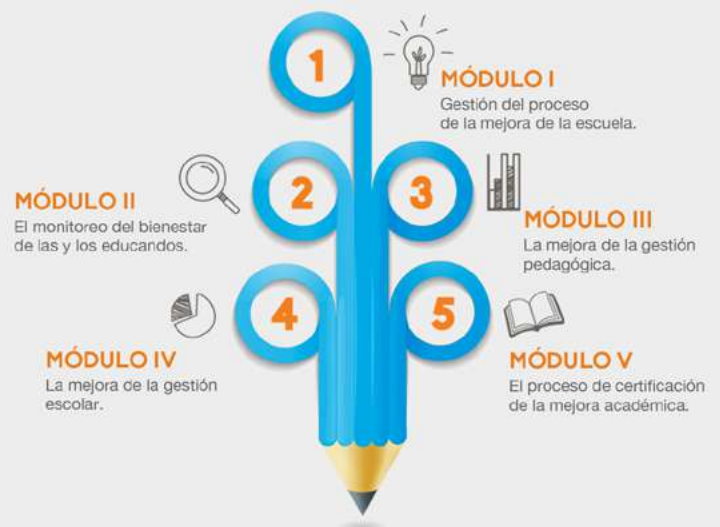 1
MÓDULO I
Gestión del proceso
de la mejora de la escuela.
MÓDULO II
2
El monitoreo del bienestar
de las y los educandos.
3
MÓDULO III
La mejora de la gestión
pedagógica.
4
MÓDULO IV
La mejora de la gestión
escolar.
5
MÓDULO V
El proceso de certificación
de la mejora académica.